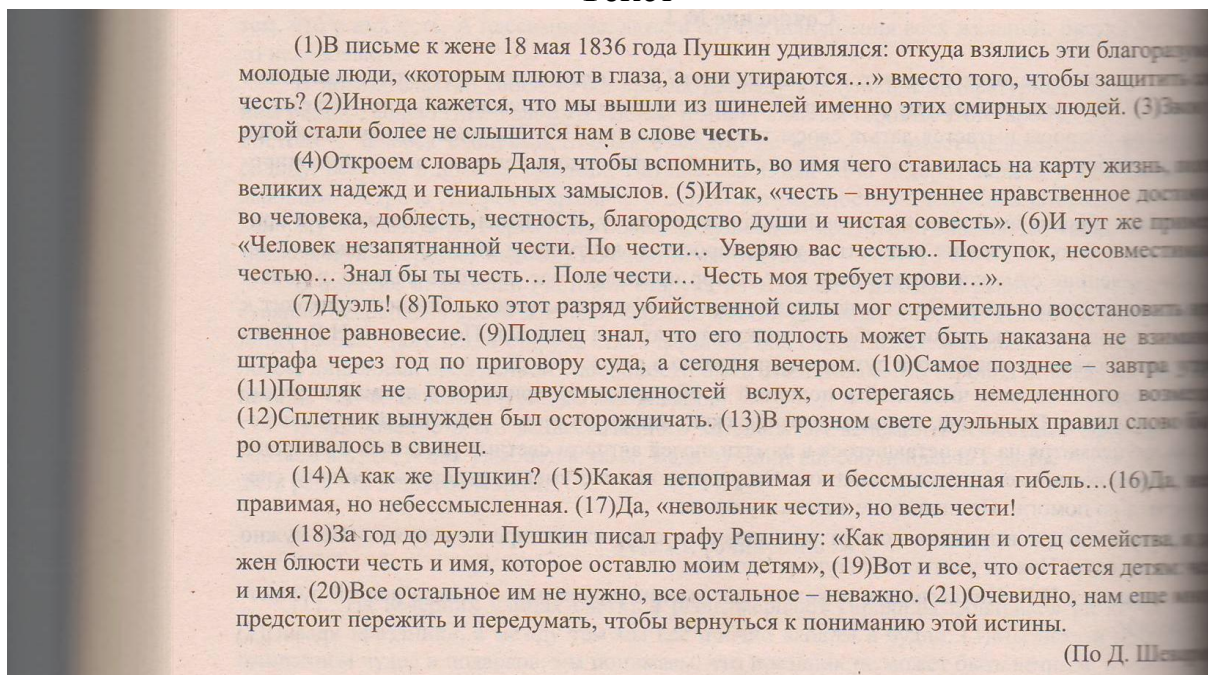 (1)В письме к жене 18 мая 1836 года Пушкин удивлялся: откуда взялись эти
молодые люди, «которым плюют в глаза, а они утираются…» вместо того, чтобы защитить
честь? (2)Иногда кажется, что мы вышли из шинелей именно этих смирных людей. (3)
ругой стали более не слышится нам в слове честь.
(4)Откроем словарь Даля, чтобы вспомнить, во имя чего ставилась на карту жизнь,
великих надежд и гениальных замыслов. (5)Итак, «честь – внутреннее нравственное
во человека, доблесть, честность, благородство души и чистая совесть». (6)И тут же
«Человек незапятнанной чести. По чести… Уверяю вас честью.. Поступок,
честью… Знал бы ты честь… Поле чести… Честь моя требует крови…».
(7)Дуэль! (8)Только этот разряд убийственной силы мог стремительно восстановить
ственное равновесие. (9)Подлец знал, что его подлость может быть наказана не
штрафа через год по приговору суда, а сегодня вечером. (10)Самое позднее – завтра
(11)Пошляк не говорил двусмысленностей вслух, остерегаясь немедленного
(12)Сплетник вынужден был осторожничать. (13)В грозном свете дуэльных правил слово
ро отливалось в свинец.
(14)А как же Пушкин? (15)Какая непоправимая и бессмысленная гибель…(16)Да,
правимая, но небессмысленная. (17)Да, «невольник чести», но ведь чести!
(18)За год до дуэли Пушкин писал графу Репнину: «Как дворянин и отец семейства,
жен блюсти честь и имя, которое оставлю моим детям», (19)Вот и все, что остается детям:
и имя. (20)Все остальное им не нужно, все остальное – неважно. (21)Очевидно, нам еще
предстоит пережить и передумать, чтобы вернуться к пониманию этой истины.
(По Д.